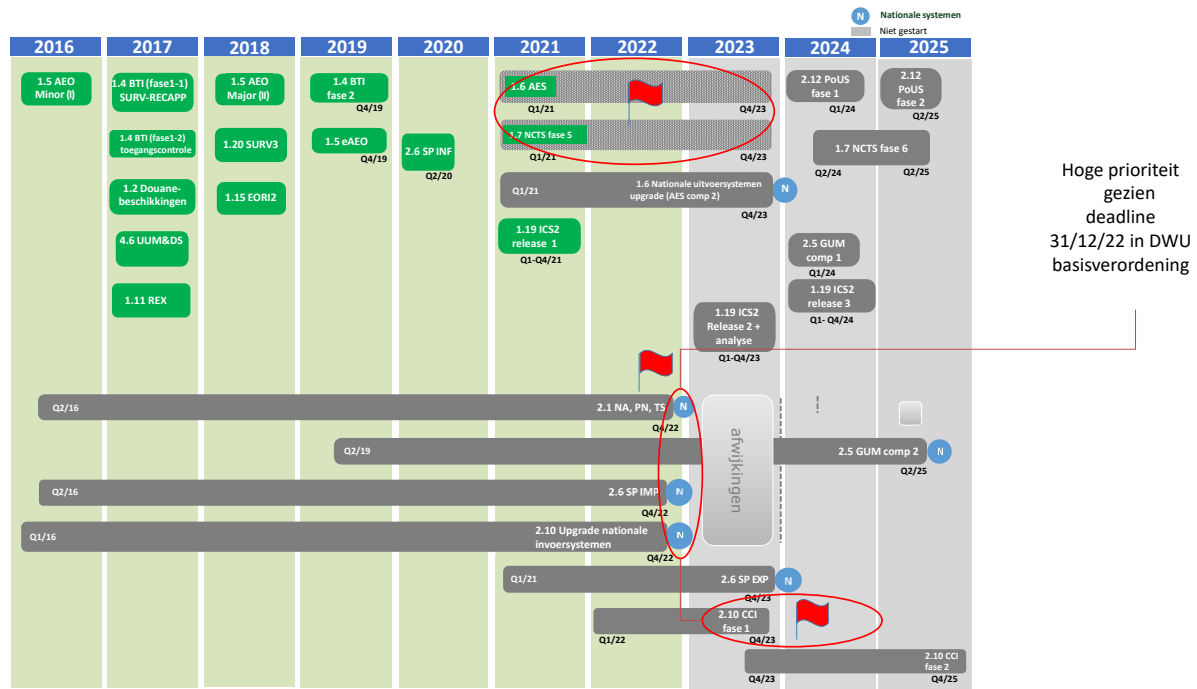 N Nationale systemen
Niet gestart
2016 2017 2018 2019 2020 2021 2022 2023 2024 2025
1.5 AEO
Minor (I)
1.4 BTI (fase1-1)
SURV-RECAPP
1.5 AEO
Major (II)
1.4 BTI
fase 2
Q4/19
1.6 AES
Q1/21
Q4/23
2.12 PoUS
fase 1
Q1/24
2.12
PoUS
fase 2
Q2/25
1.4 BTI (fase1-2)
toegangscontrole
1.20 SURV3
1.5 eAEO
Q4/19
2.6 SP INF
Q2/20
1.7 NCTS fase 5
Q1/21
Q4/23
1.7 NCTS fase 6
Q2/24
Q2/25
1.2 Douane-
beschikkingen
1.15 EORI2
Q1/21
1.6 Nationale uitvoersystemen
upgrade (AES comp 2)
N
Q4/23
4.6 UUM&DS
1.19 ICS2
release 1
Q1-Q4/21
2.5 GUM
comp 1
Q1/24
1.11 REX
1.19 ICS2
release 3
Q1- Q4/24
1.19 ICS2
Release 2 +
analyse
Q1-Q4/23
Hoge prioriteit
gezien
deadline
31/12/22 in DWU
basisverordening
Q2/16
2.1 NA, PN, TS
N
Q4/22
afwijkingen
Q2/19
2.5 GUM comp 2
N
Q2/25
Q2/16
2.6 SP IMP
N
Q4/22
Q1/16
2.10 Upgrade nationale
invoersystemen
N
Q4/22
Q1/21
2.6 SP EXP
N
Q4/23
2.10 CCI
fase 1
Q1/22
Q4/23
2.10 CCI
fase 2
Q4/23
Q4/25